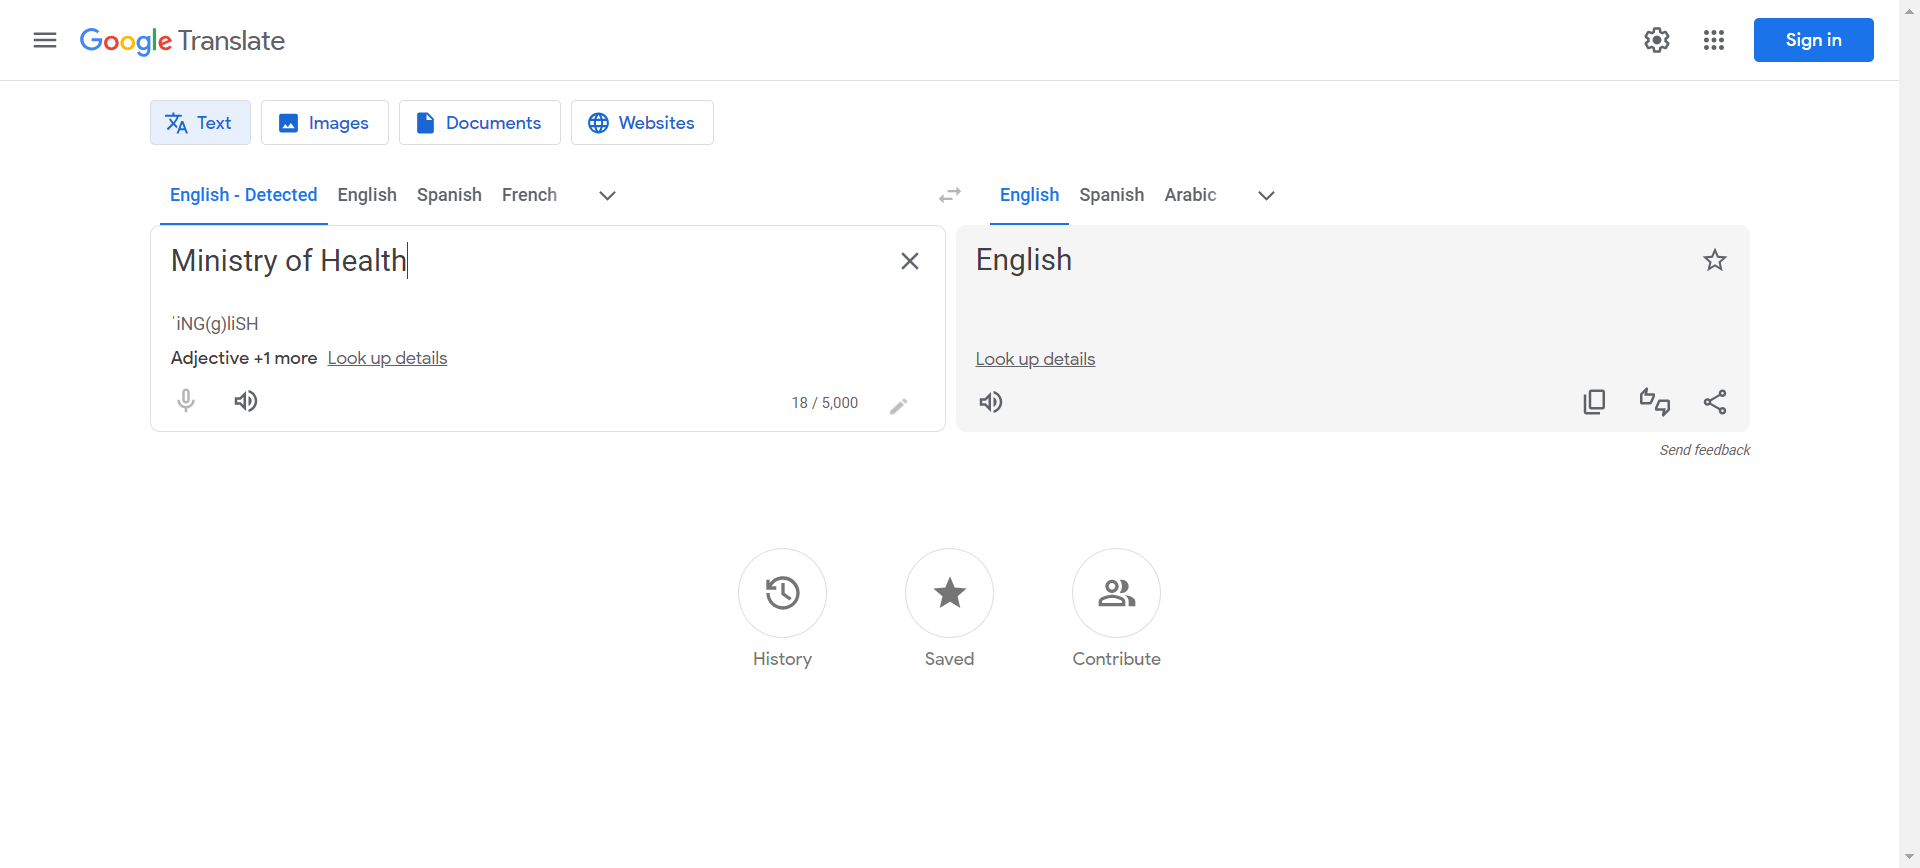 Google Translate
Sign in
Text
Images
Documents
Websites
English - Detected
English
Spanish
French
English
Spanish
Arabic
Ministry of Health
English
ˈiNG(g)liSH
Adjective +1 more
Look up details
Look up details
18 / 5,000
Send feedback
History
Saved
Contribute